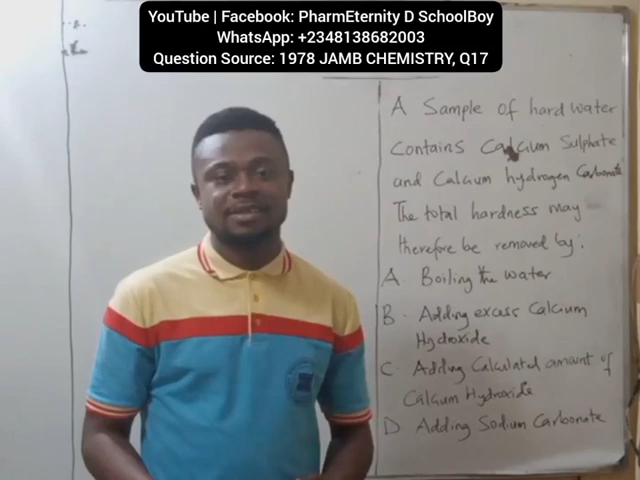 YouTube | Facebook: PharmEternity D SchoolBoy
WhatsApp: +2348138682003
Question Source: 1978 JAMB CHEMISTRY, Q17
A Sample of hard water
Contains Calcium Sulphate
and Calcium hydrogen Carbonate
The total hardness may
therefore be removed by:
A Boiling the water
B. Adding excess Calcium
Hydroxide
C. Adding Calculated amount of
Calcium Hydroxide
D Adding Sodium Carbonate